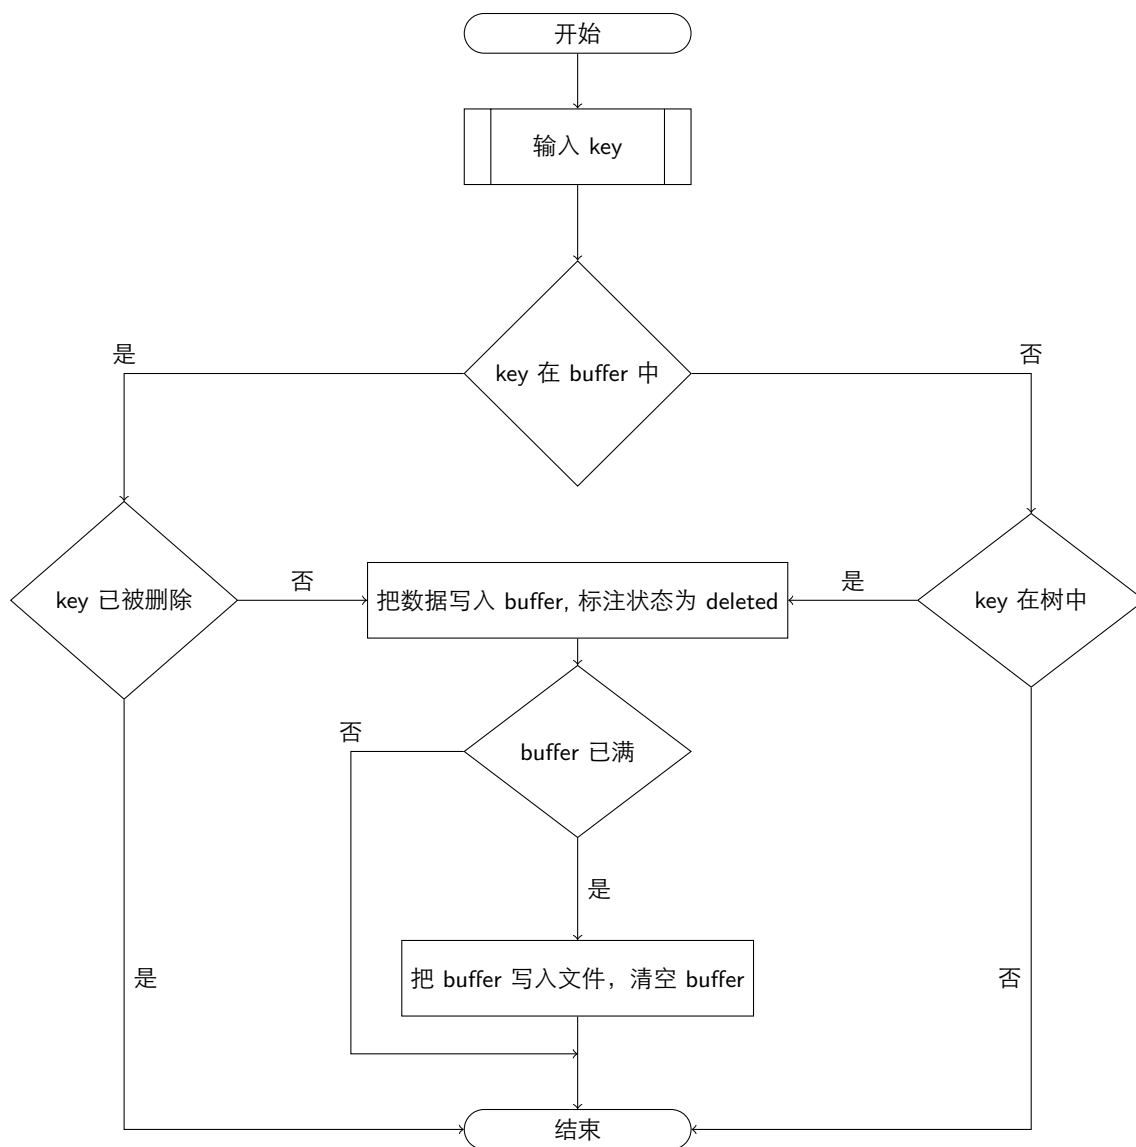 开始
输入 key
是
否
key 在 buffer 中
key 已被删除
否
把数据写入 buffer, 标注状态为 deleted
是
key 在树中
否
buffer 已满
是
是
把 buffer 写入文件，清空 buffer
否
结束